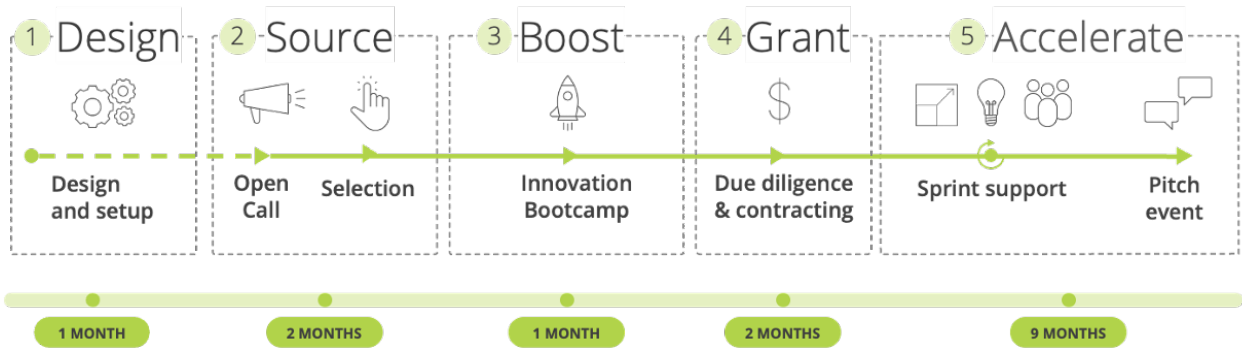 1 Design
2 Source
3 Boost
4 Grant
5 Accelerate
$
Design
and setup
Open
Call
Selection
Innovation
Bootcamp
Due diligence
& contracting
Sprint support
Pitch
event
1 MONTH
2 MONTHS
1 MONTH
2 MONTHS
9 MONTHS